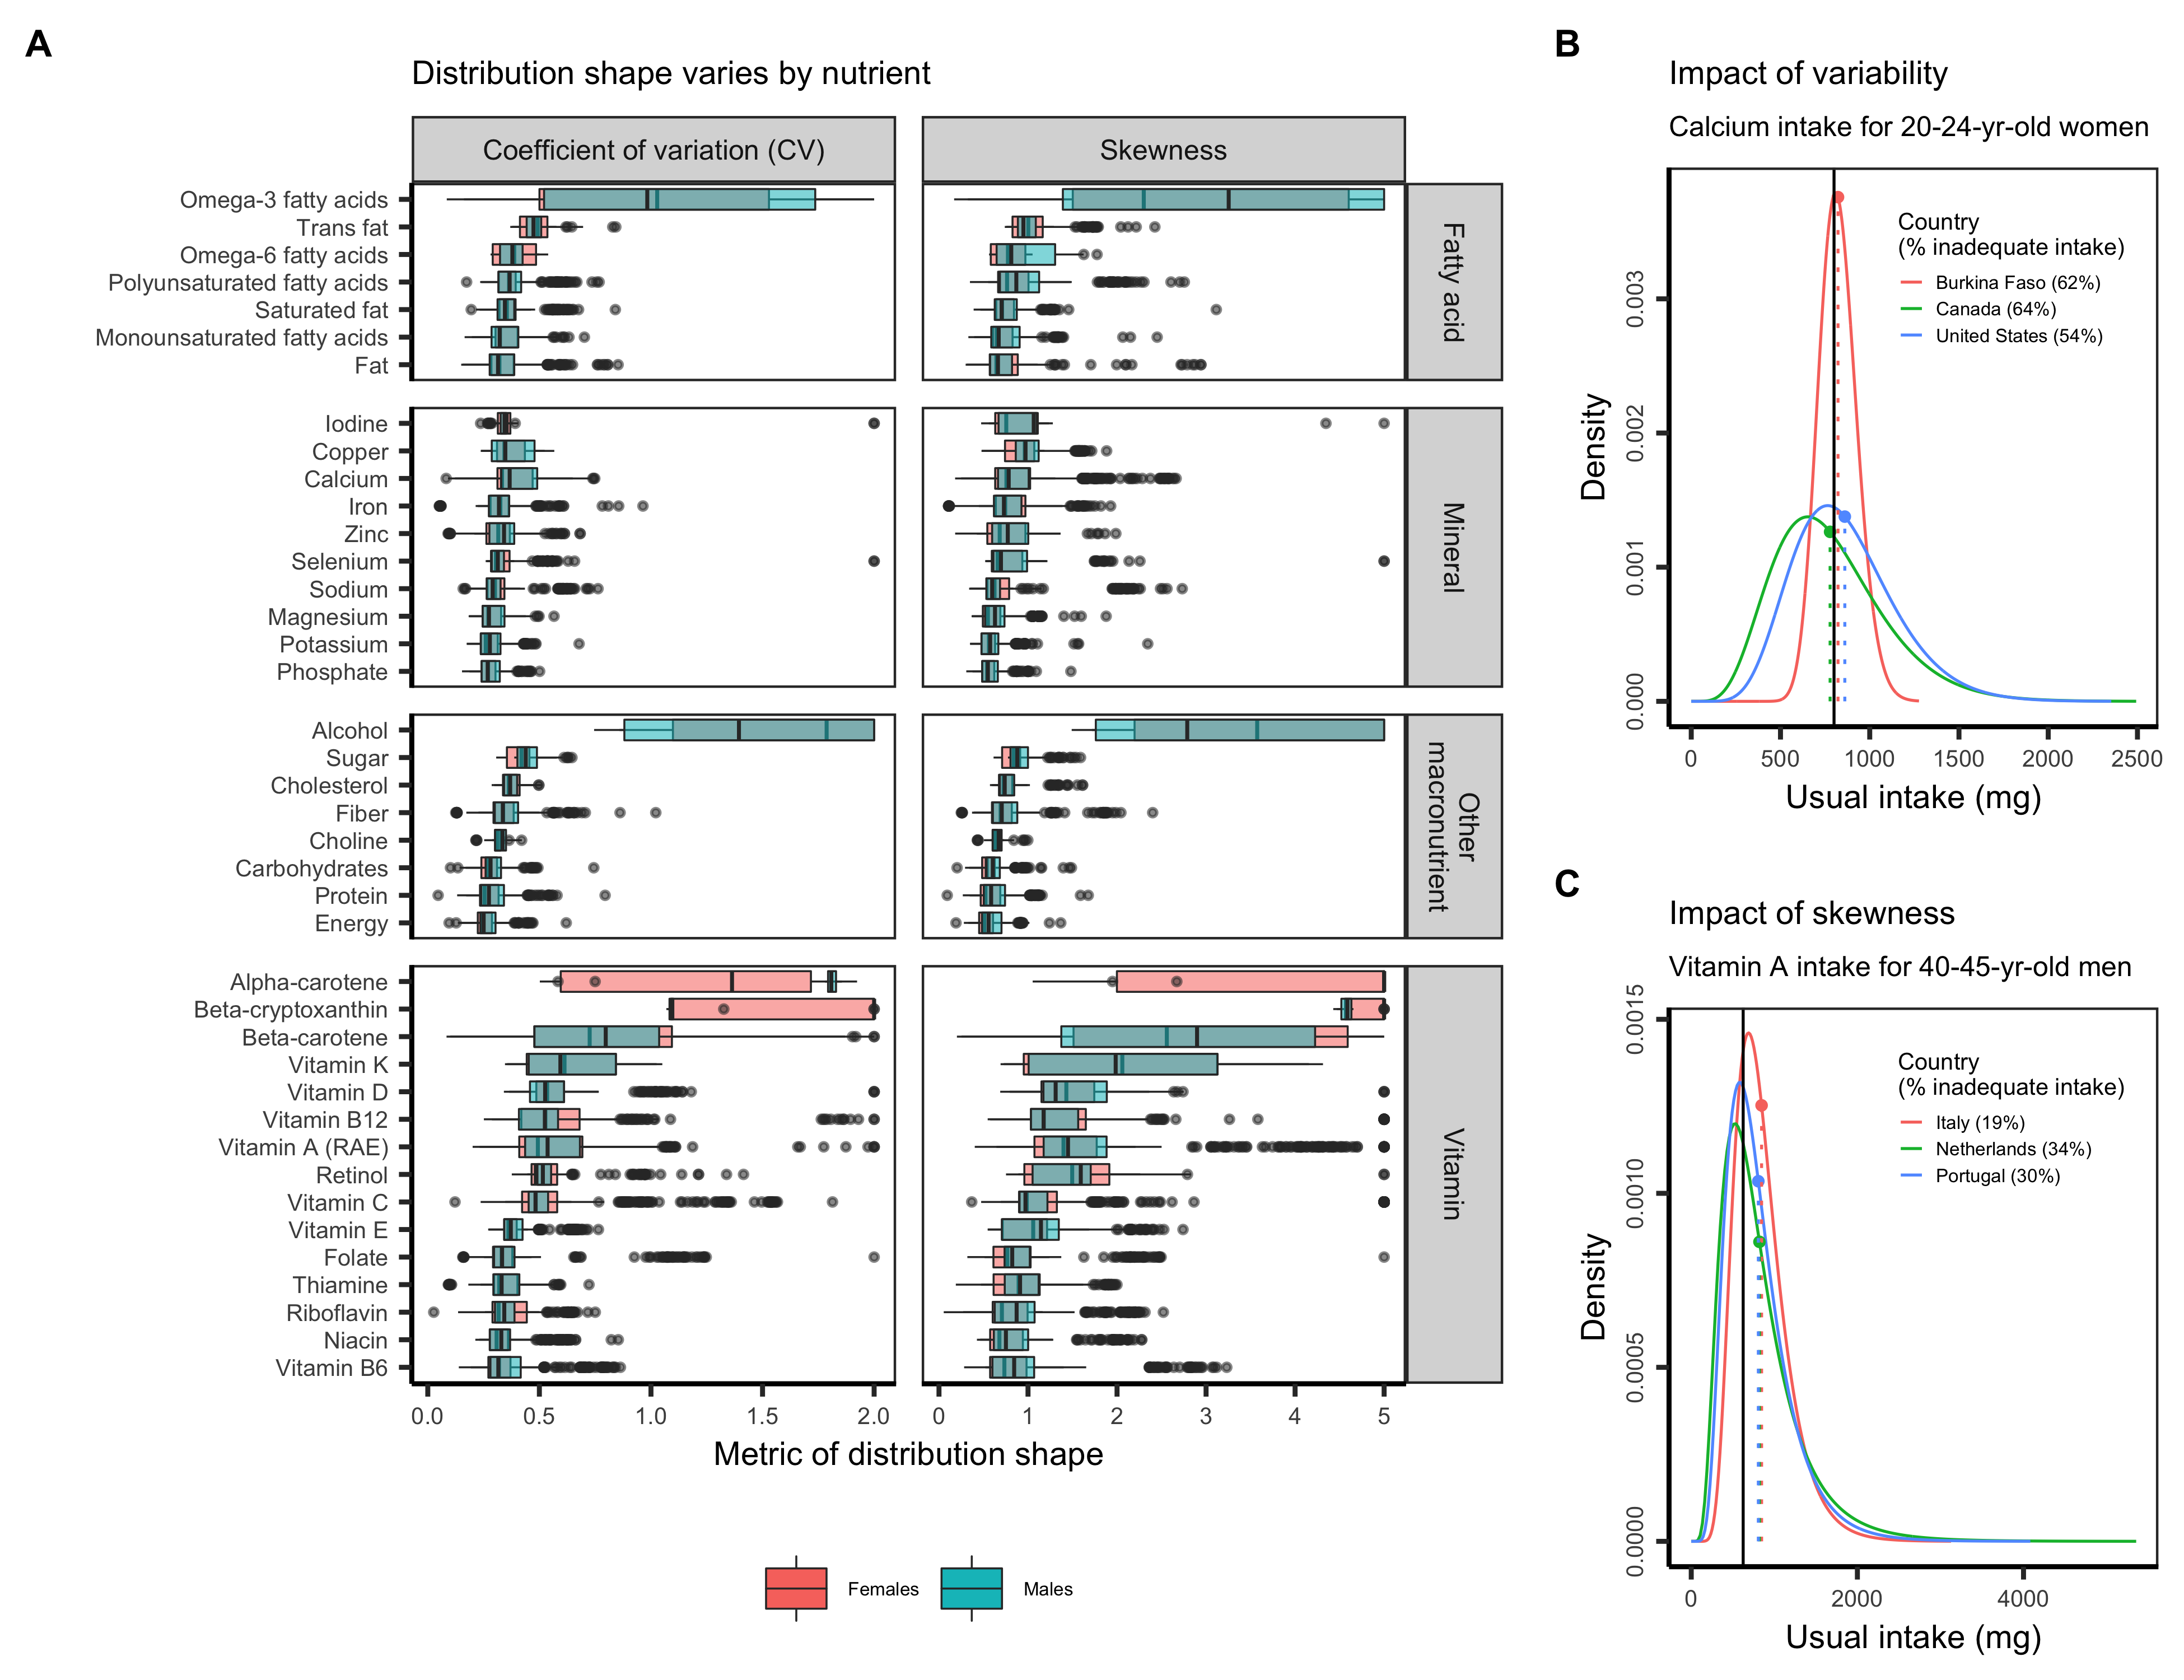 A
Distribution shape varies by nutrient
Coefficient of variation (CV)
Skewness
Omega-3 fatty acids
Trans fat
Omega-6 fatty acids
Polyunsaturated fatty acids
Saturated fat
Monounsaturated fatty acids
Fat
Fatty acid
Iodine
Copper
Calcium
Iron
Zinc
Selenium
Sodium
Magnesium
Potassium
Phosphate
Mineral
Alcohol
Sugar
Cholesterol
Fiber
Choline
Carbohydrates
Protein
Energy
Other
macronutrient
Alpha-carotene
Beta-cryptoxanthin
Beta-carotene
Vitamin K
Vitamin D
Vitamin B12
Vitamin A (RAE)
Retinol
Vitamin C
Vitamin E
Folate
Thiamine
Riboflavin
Niacin
Vitamin B6
Vitamin
0.0 0.5 1.0 1.5 2.0
0 1 2 3 4 5
Metric of distribution shape
Females Males
B
Impact of variability
Calcium intake for 20-24-yr-old women
Country
(% inadequate intake)
Burkina Faso (62%)
Canada (64%)
United States (54%)
Density
0.003
0.002
0.001
0.000
0 500 1000 1500 2000 2500
Usual intake (mg)
C
Impact of skewness
Vitamin A intake for 40-45-yr-old men
Country
(% inadequate intake)
Italy (19%)
Netherlands (34%)
Portugal (30%)
Density
0.0015
0.0010
0.0005
0.0000
0 2000 4000
Usual intake (mg)